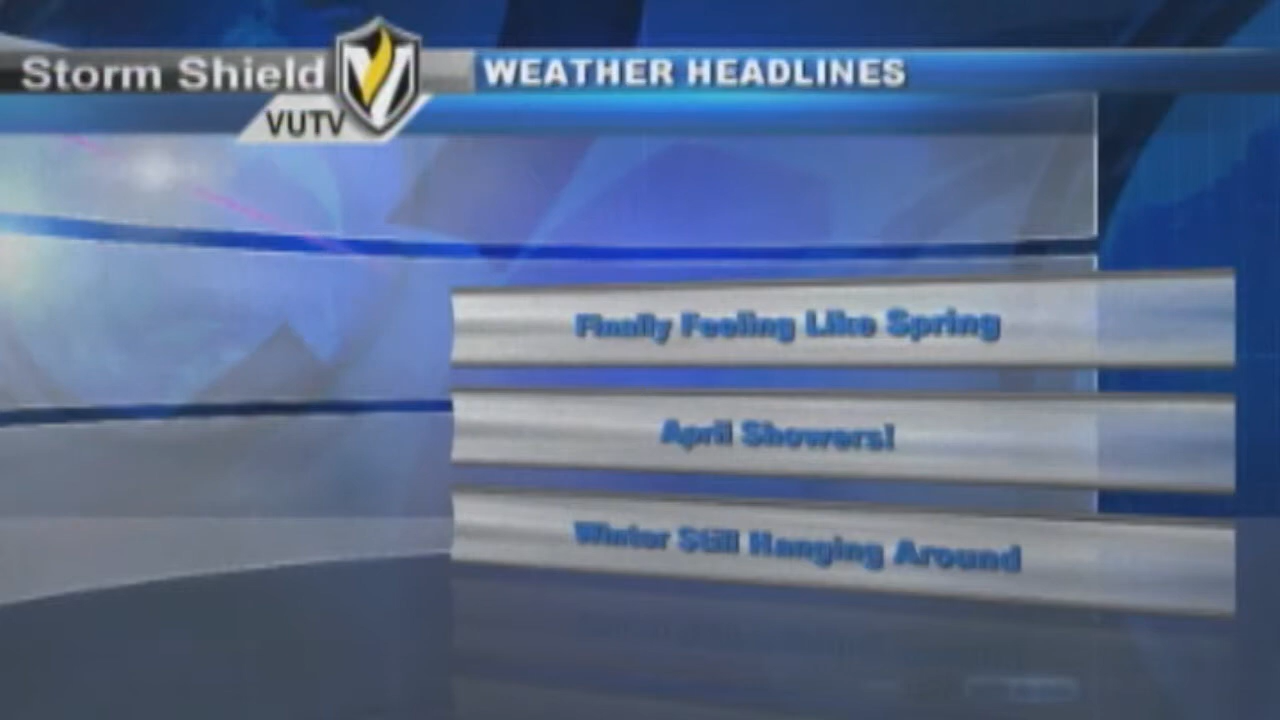 Storm Shield
VUTV
WEATHER HEADLINES
Finally Feeling Like Spring
April Showers!
Winter Still Hanging Around